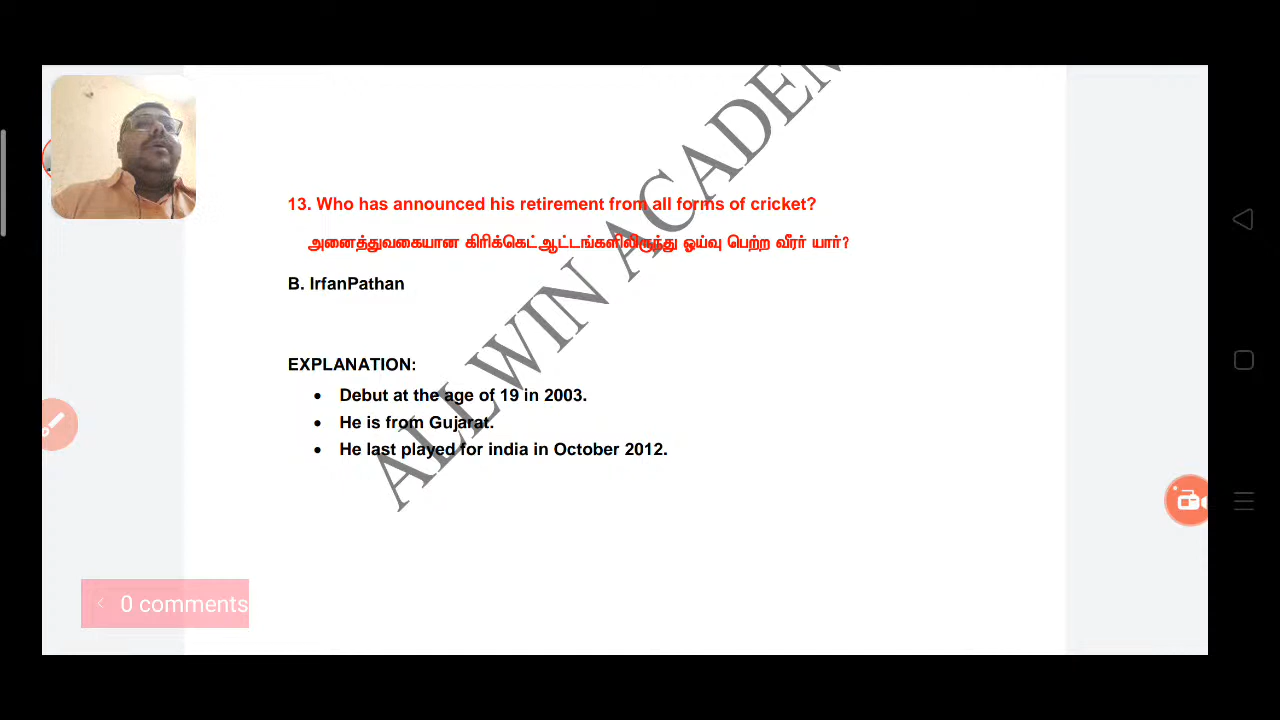 ALLWIN ACADEM
13. Who has announced his retirement from all forms of cricket?
அனைத்துவகையான கிரிக்கெட்ஆட்டங்களிலிருந்து ஓய்வு பெற்ற வீரர் யார்?
B. IrfanPathan
EXPLANATION:
• Debut at the age of 19 in 2003.
• He is from Gujarat.
• He last played for india in October 2012.
< 0 comments